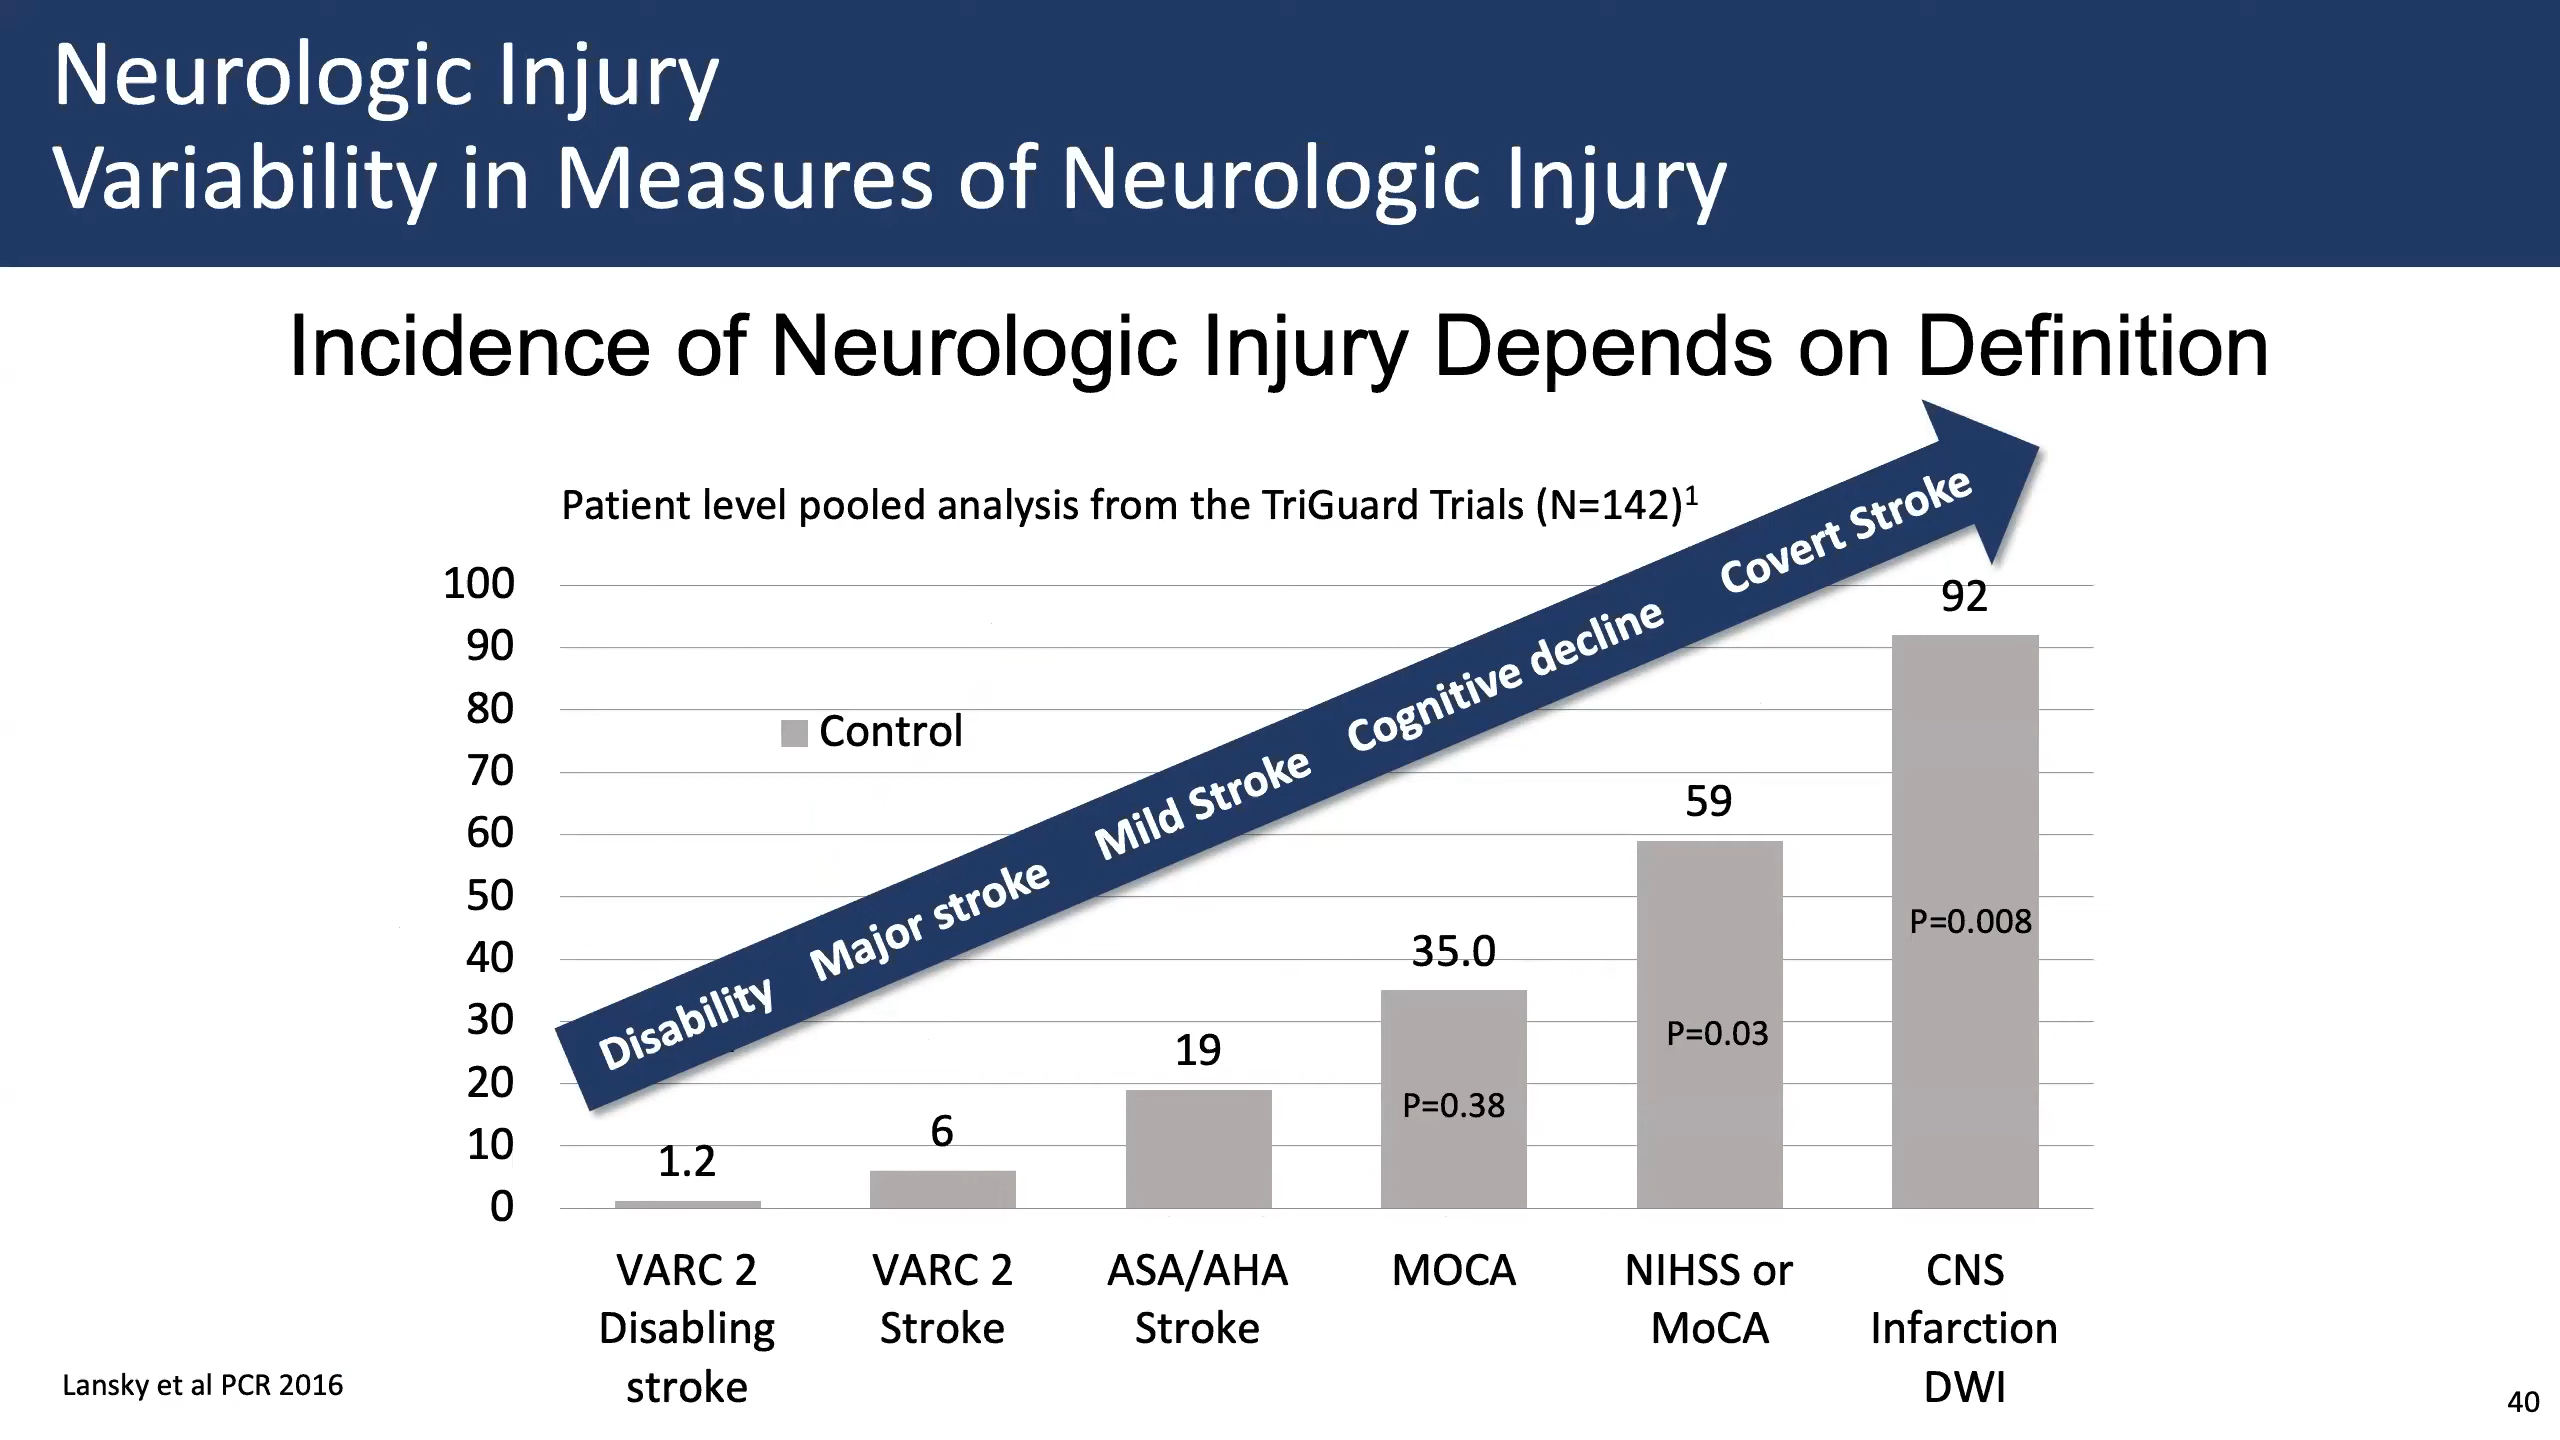 Neurologic Injury
Variability in Measures of Neurologic Injury
Incidence of Neurologic Injury Depends on Definition
Patient level pooled analysis from the TriGuard Trials (N=142)¹
Disability Major stroke Mild Stroke Cognitive decline Covert Stroke
Control
100
90
80
70
60
50
40
30
20
10
0
1.2
6
19
35.0
59
92
P=0.38
P=0.03
P=0.008
VARC 2
Disabling
stroke
VARC 2
Stroke
ASA/AHA
Stroke
MOCA
NIHSS or
MoCA
CNS
Infarction
DWI
Lansky et al PCR 2016
40